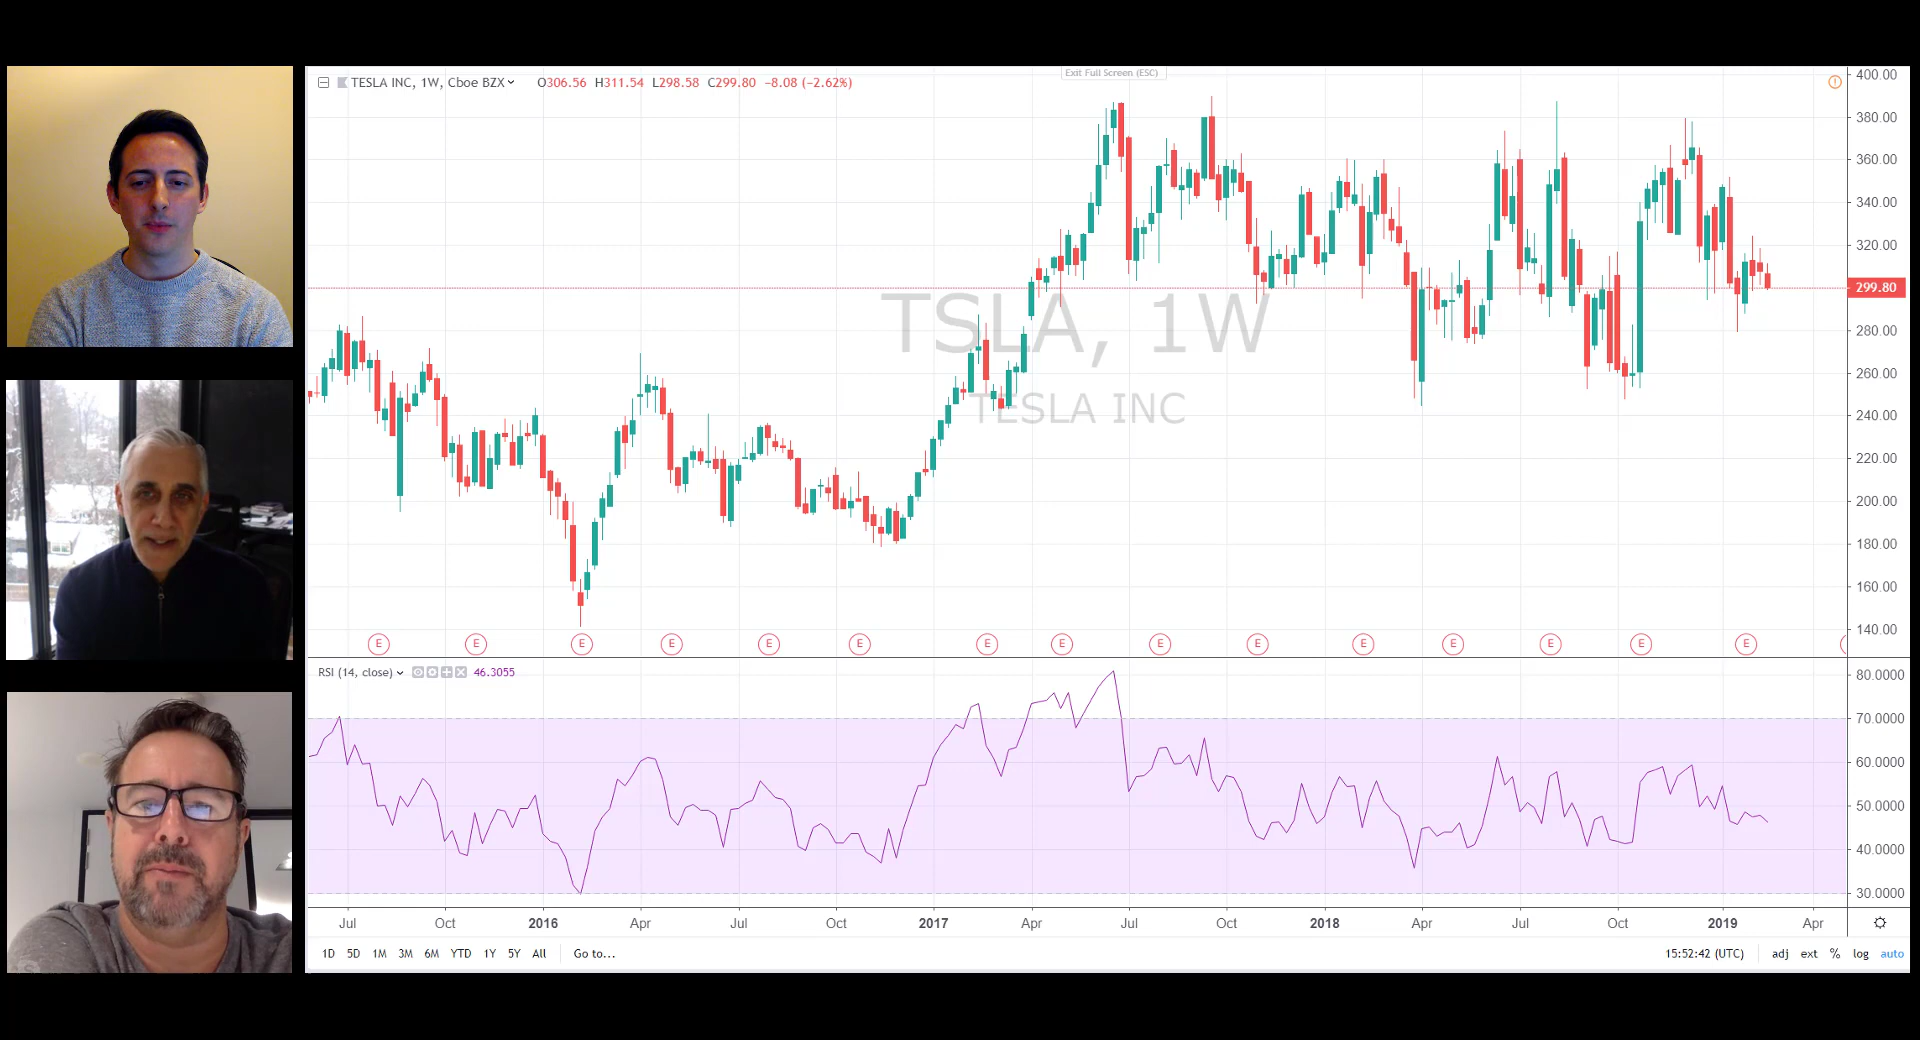 Exit Full Screen (ESC)
TESLA INC, 1W, Cboe BZX O306.56 H311.54 L298.58 C299.80 −8.08 (−2.62%)
400.00
380.00
360.00
340.00
320.00
299.80
280.00
260.00
240.00
220.00
200.00
180.00
160.00
140.00
TSLA, 1W
TESLA INC
E E E E E E E E E E E E E E E
RSI (14, close) 46.3055
80.0000
70.0000
60.0000
50.0000
40.0000
30.0000
Jul Oct 2016 Apr Jul Oct 2017 Apr Jul Oct 2018 Apr Jul Oct 2019 Apr
1D 5D 1M 3M 6M YTD 1Y 5Y All Go to... 15:52:42 (UTC) adj ext % log auto